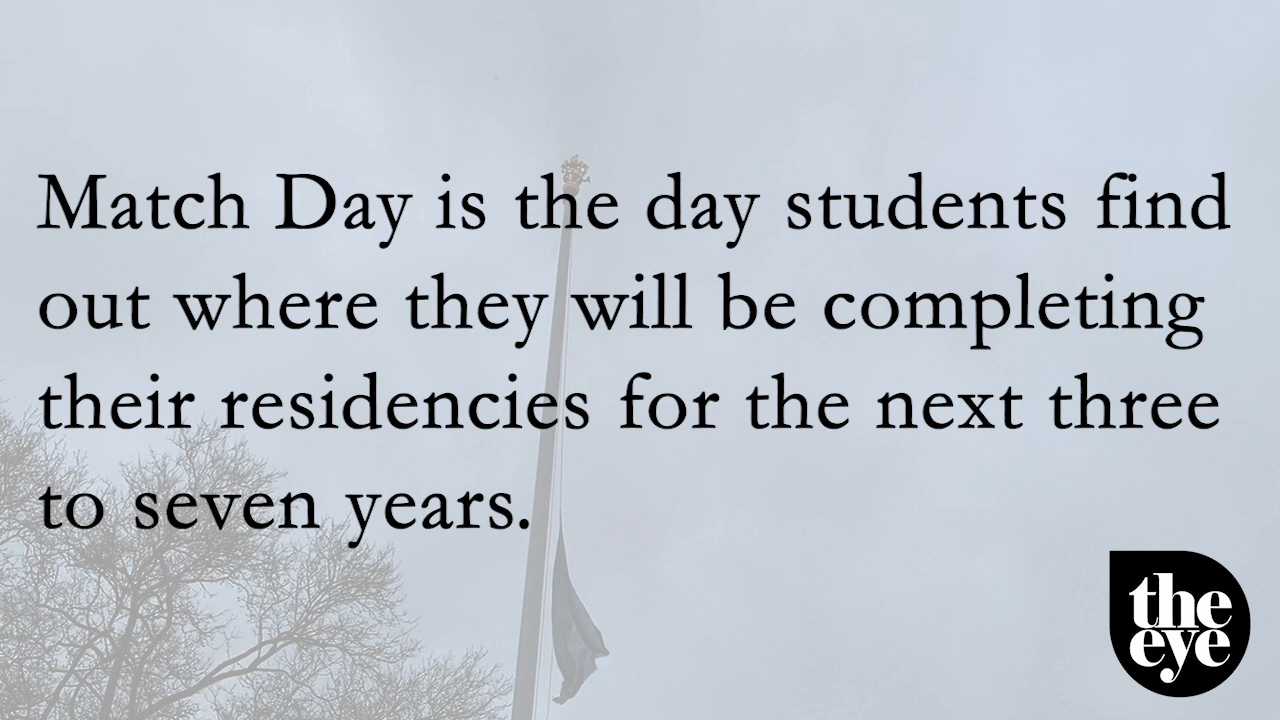 Match Day is the day students find
out where they will be completing
their residencies for the next three
to seven years.
the
eye